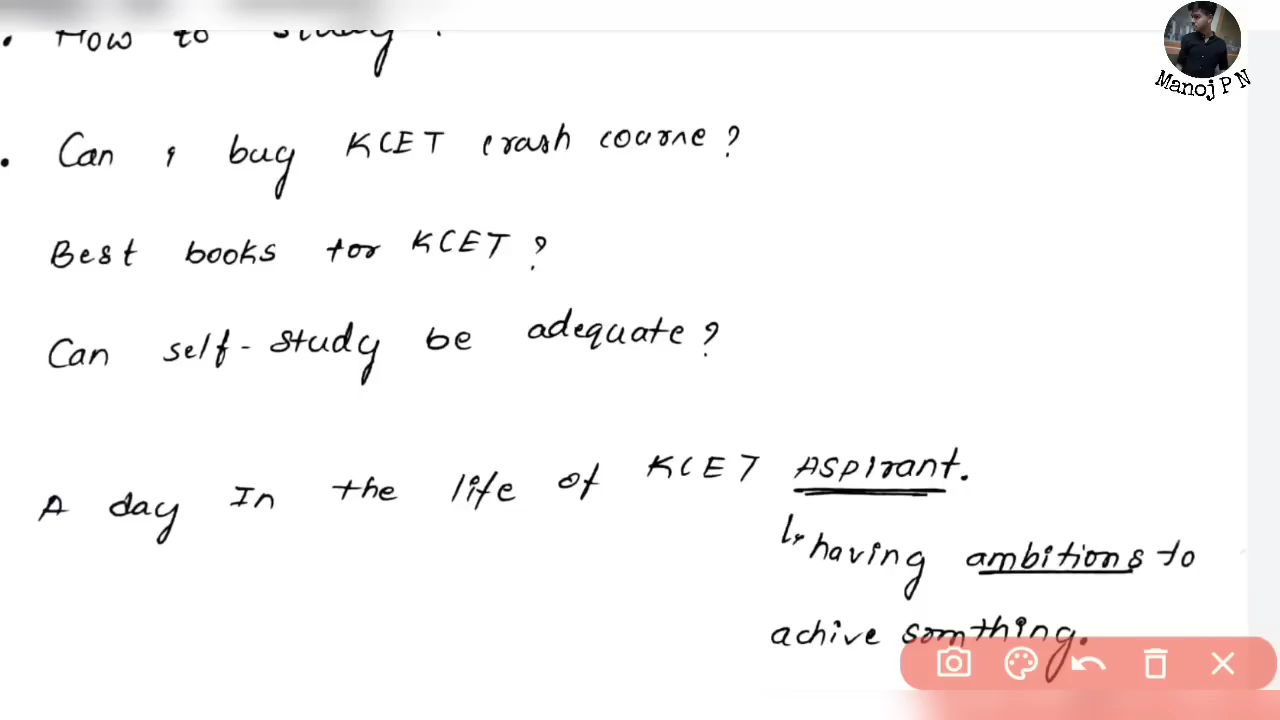 • How to study?
Manoj P N
• Can i buy KCET crash course?
Best books for KCET?
Can self-study be adequate?
A day In the life of KCET ASPIrant.
↳ having ambitions to
achive somthing.